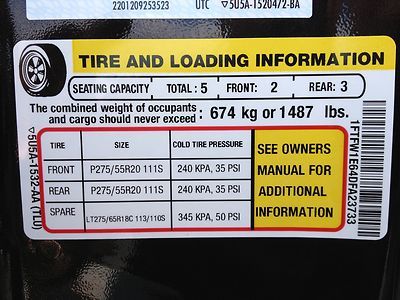 2201209253523 UTC ▽5U5A-1520472-BA
TIRE AND LOADING INFORMATION
SEATING CAPACITY TOTAL : 5 FRONT: 2 REAR: 3
The combined weight of occupants
and cargo should never exceed: 674 kg or 1487 lbs.
TIRE SIZE COLD TIRE PRESSURE
FRONT P275/55R20 111S 240 KPA, 35 PSI
REAR P275/55R20 111S 240 KPA, 35 PSI
SPARE LT275/65R18C 113/110S 345 KPA, 50 PSI
SEE OWNERS
MANUAL FOR
ADDITIONAL
INFORMATION
▽5U5A-1532-AA (TLU)
1FTFW1E64DFA23733